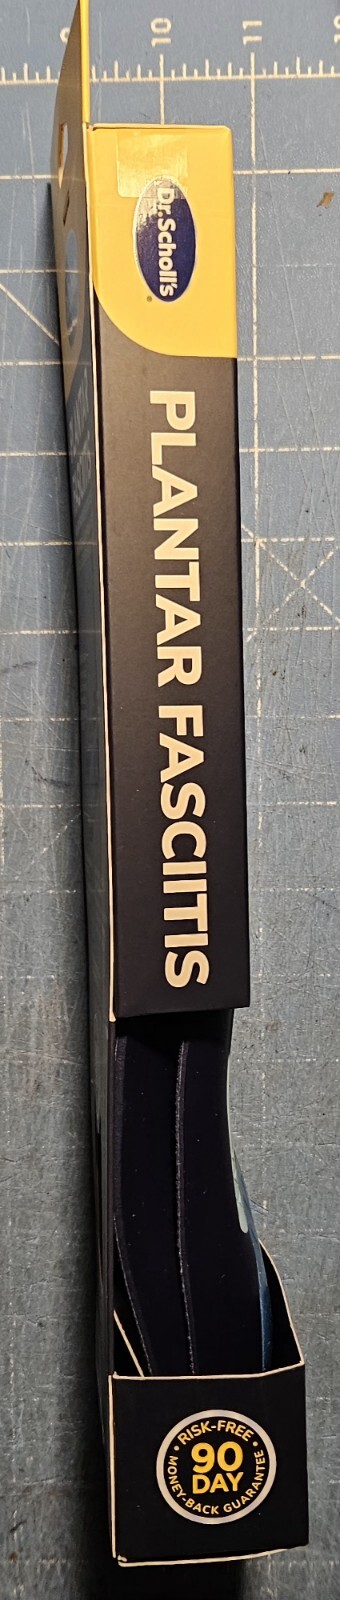 10
11
Dr. Scholl's
PLANTAR FASCIITIS
RISK-FREE
90
DAY
MONEY-BACK GUARANTEE